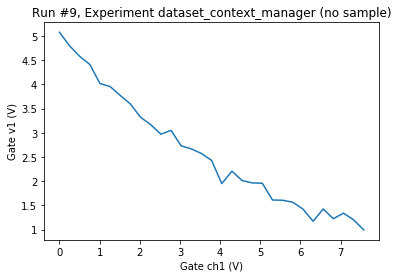 Run #9, Experiment dataset_context_manager (no sample)
5
4.5
4
3.5
3
2.5
2
1.5
1
Gate v1 (V)
0 1 2 3 4 5 6 7
Gate ch1 (V)